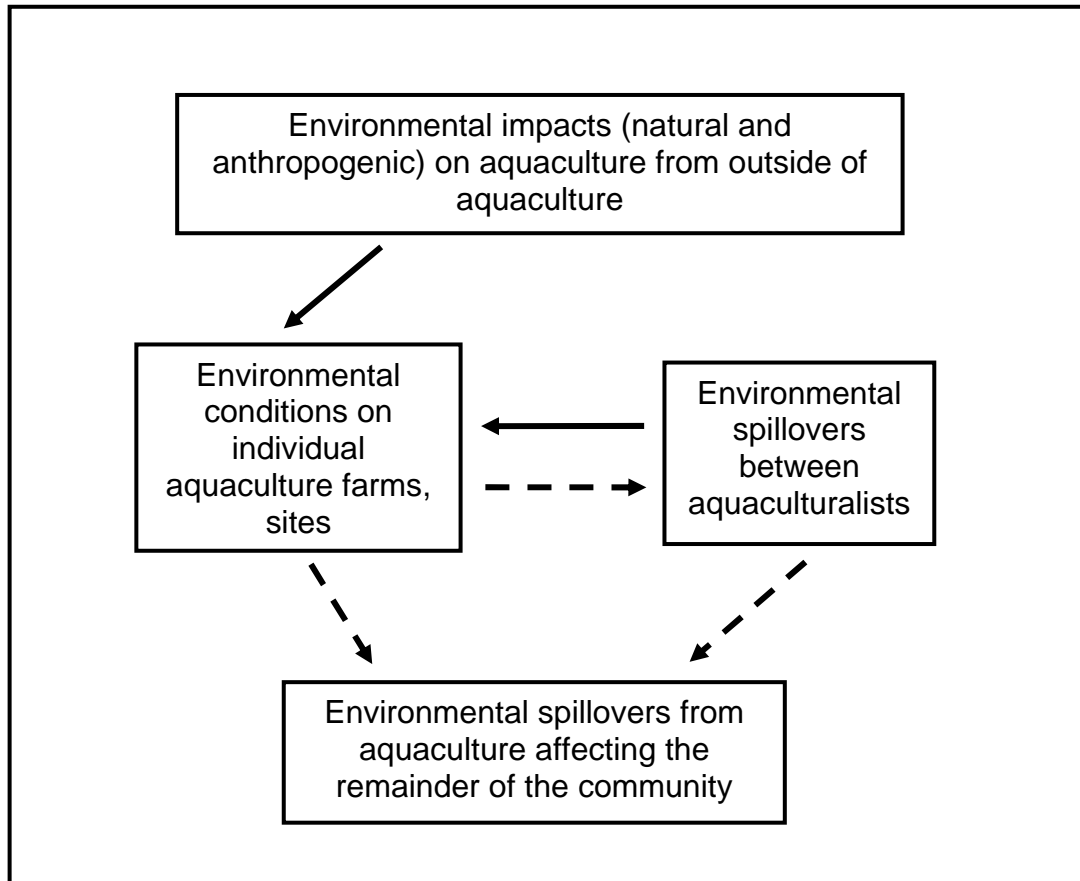 Environmental impacts (natural and
anthropogenic) on aquaculture from outside of
aquaculture
Environmental
conditions on
individual
aquaculture farms,
sites
Environmental
spillovers
between
aquaculturalists
Environmental spillovers from
aquaculture affecting the
remainder of the community